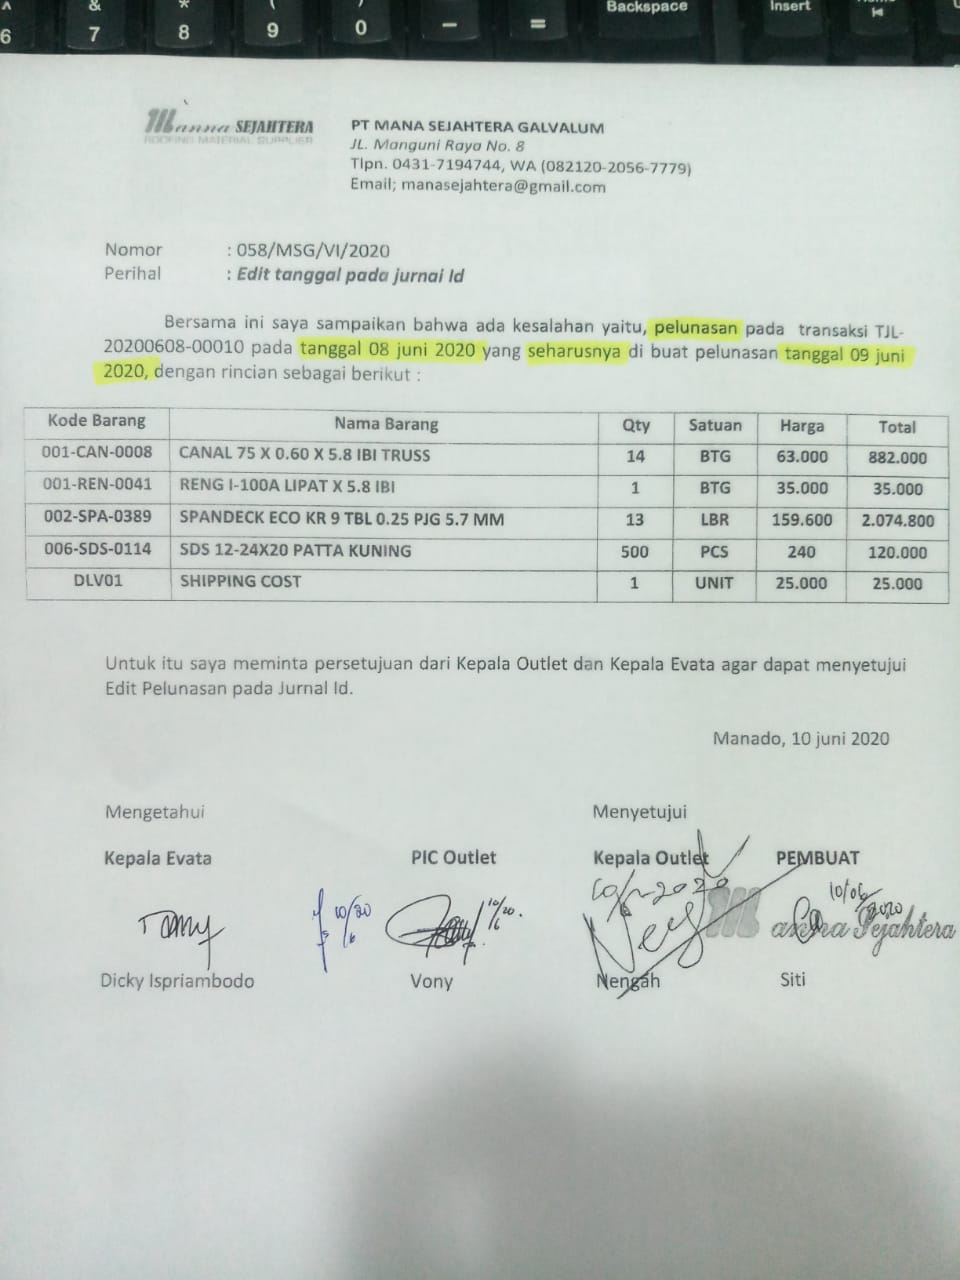 ^
6
&
7
*
8
(
9
)
0
–
=
Backspace
Insert
Manna SEJAHTERA
ROOFING MATERIAL SUPPLIER
PT MANA SEJAHTERA GALVALUM
JL. Manguni Raya No. 8
Tlpn. 0431-7194744, WA (082120-2056-7779)
Email; manasejahtera@gmail.com
Nomor : 058/MSG/VI/2020
Perihal : Edit tanggal pada jurnal Id
Bersama ini saya sampaikan bahwa ada kesalahan yaitu, pelunasan pada transaksi TJL-
20200608-00010 pada tanggal 08 juni 2020 yang seharusnya di buat pelunasan tanggal 09 juni
2020, dengan rincian sebagai berikut :
Kode Barang Nama Barang Qty Satuan Harga Total
001-CAN-0008 CANAL 75 X 0.60 X 5.8 IBI TRUSS 14 BTG 63.000 882.000
001-REN-0041 RENG I-100A LIPAT X 5.8 IBI 1 BTG 35.000 35.000
002-SPA-0389 SPANDECK ECO KR 9 TBL 0.25 PJG 5.7 MM 13 LBR 159.600 2.074.800
006-SDS-0114 SDS 12-24X20 PATTA KUNING 500 PCS 240 120.000
DLV01 SHIPPING COST 1 UNIT 25.000 25.000
Untuk itu saya meminta persetujuan dari Kepala Outlet dan Kepala Evata agar dapat menyetujui
Edit Pelunasan pada Jurnal Id.
Manado, 10 juni 2020
Mengetahui Menyetujui
Kepala Evata PIC Outlet Kepala Outlet PEMBUAT
10/20
6
10/20.
6
10/06
2020
Manna Sejahtera
Dicky Ispriambodo Vony Nengah Siti